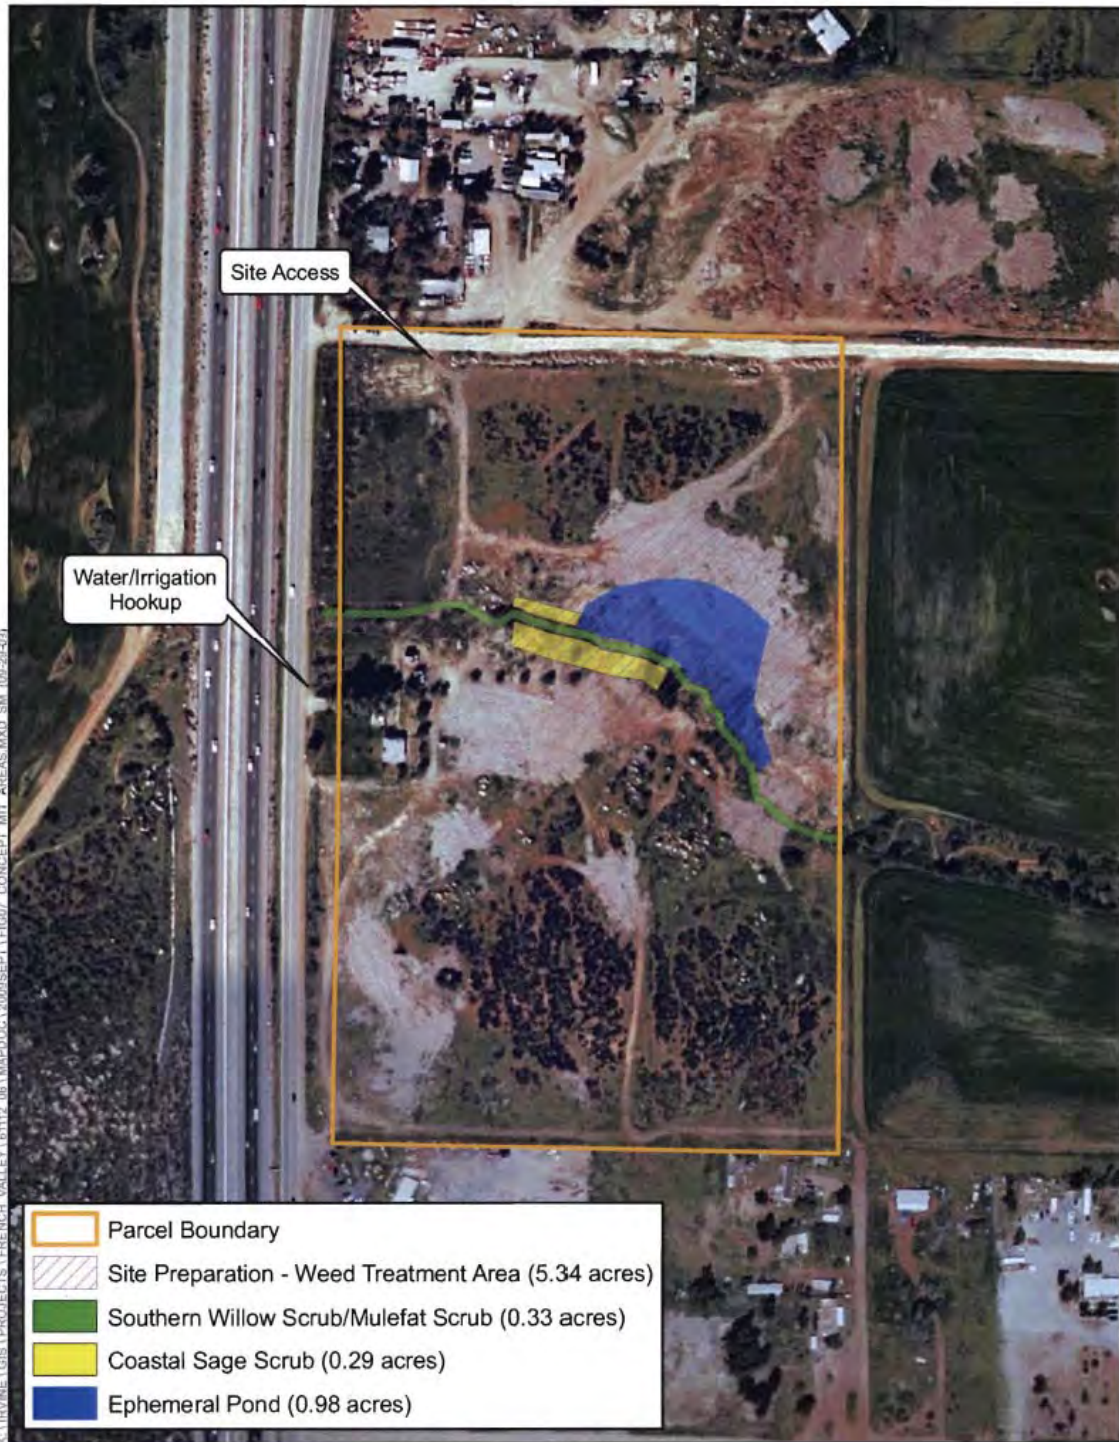 Site Access
Water/Irrigation
Hookup
Parcel Boundary
Site Preparation - Weed Treatment Area (5.34 acres)
Southern Willow Scrub/Mulefat Scrub (0.33 acres)
Coastal Sage Scrub (0.29 acres)
Ephemeral Pond (0.98 acres)